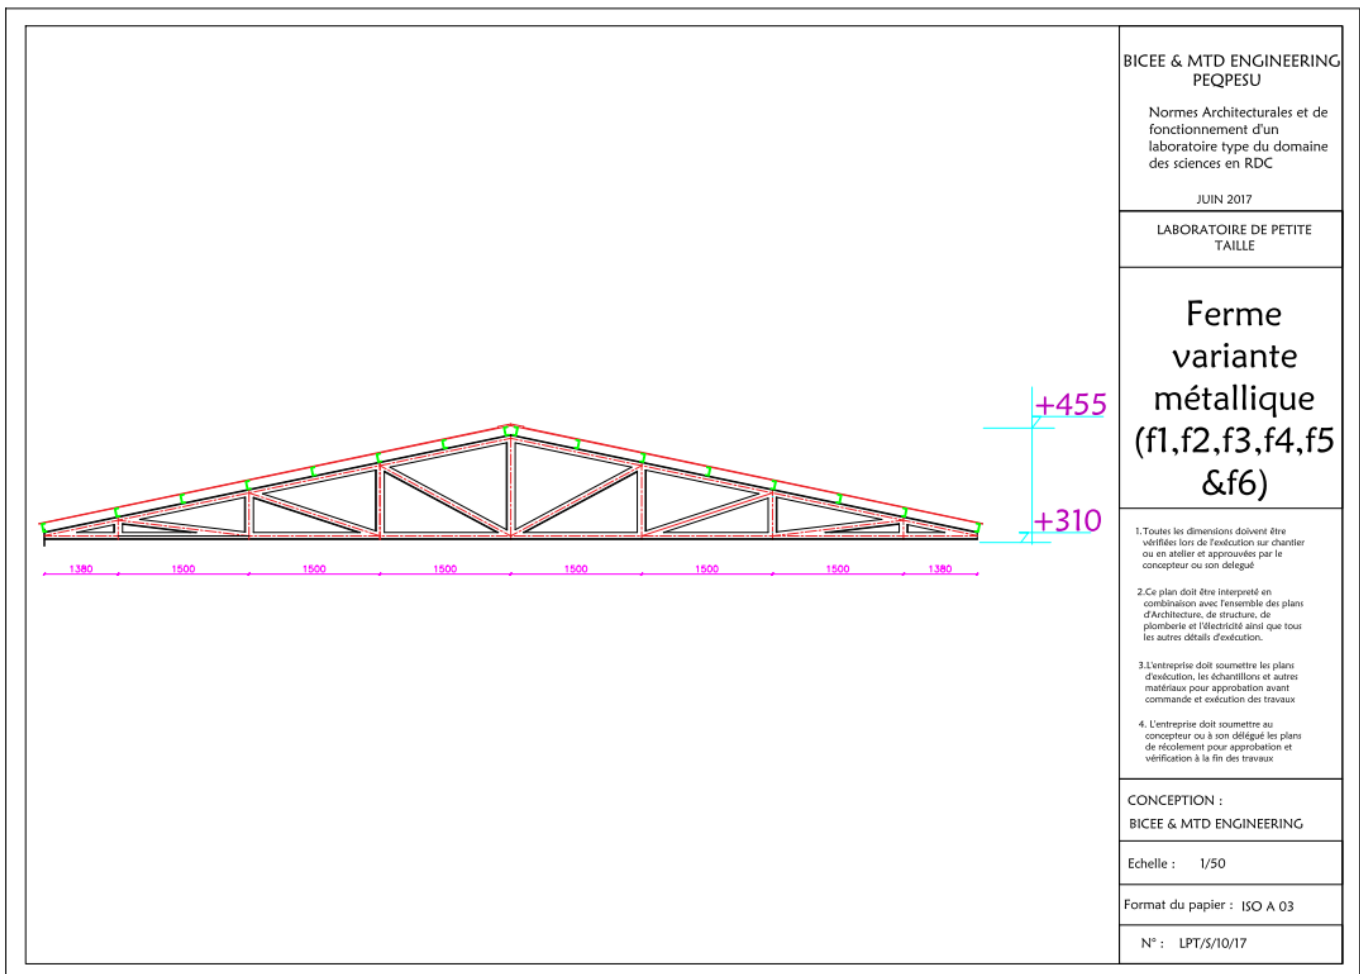 BICEE & MTD ENGINEERING
PEQPESU
Normes Architecturales et de
fonctionnement d'un
laboratoire type du domaine
des sciences en RDC
JUIN 2017
LABORATOIRE DE PETITE
TAILLE
Ferme
variante
métallique
(f1,f2,f3,f4,f5
&f6)
+455
+310
1380 1500 1500 1500 1500 1500 1500 1380
1.Toutes les dimensions doivent être
vérifiées lors de l'exécution sur chantier
ou en atelier et approuvées par le
concepteur ou son delegué
2.Ce plan doit être interpreté en
combinaison avec l'ensemble des plans
d'Architecture, de structure, de
plomberie et l'électricité ainsi que tous
les autres détails d'exécution.
3.L'entreprise doit soumettre les plans
d'exécution, les échantillons et autres
matériaux pour approbation avant
commande et exécution des travaux
4. L'entreprise doit soumettre au
concepteur ou à son délégué les plans
de récolement pour approbation et
vérification à la fin des travaux
CONCEPTION :
BICEE & MTD ENGINEERING
Echelle : 1/50
Format du papier : ISO A 03
N° : LPT/S/10/17